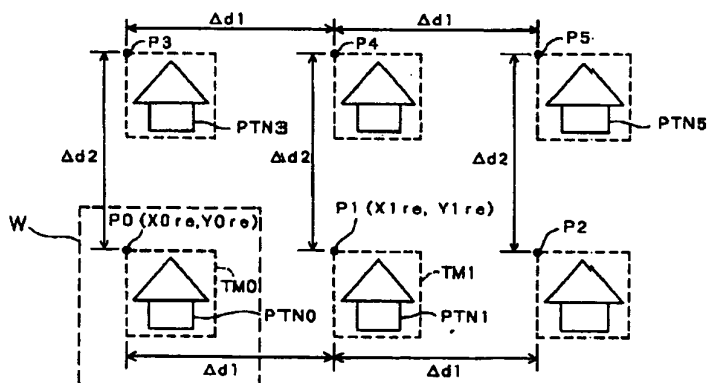 Δd1 Δd1
P3 P4 P5
PTN3 PTN5
Δd2 Δd2 Δd2
W P0 (X0re, Y0re) P1 (X1re, Y1re) P2
TM0 TM1
PTN0 PTN1
Δd1 Δd1